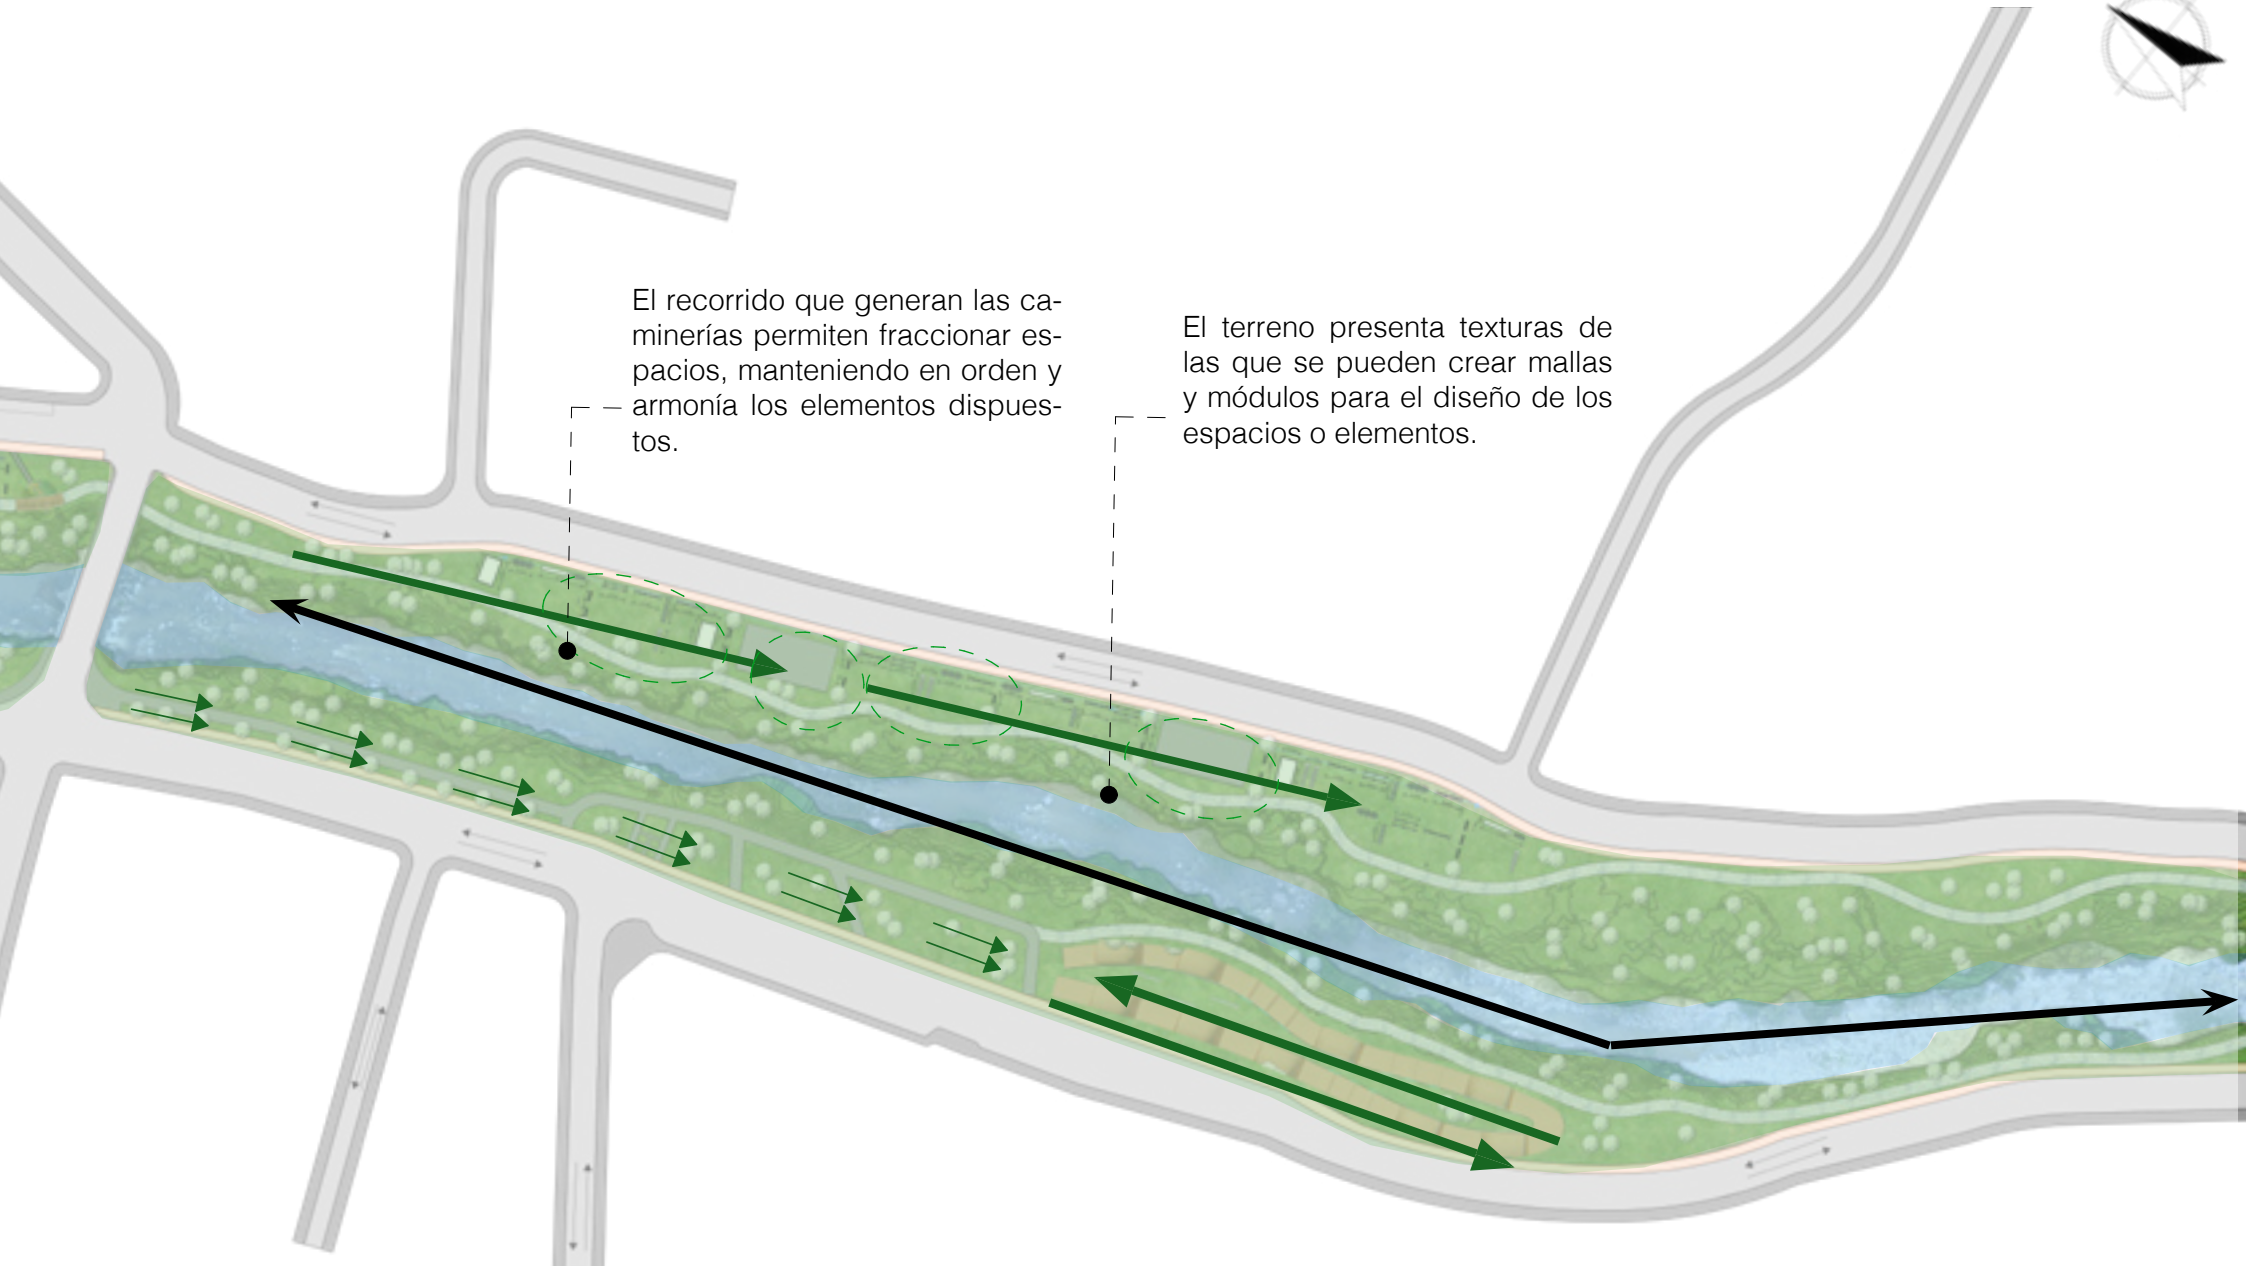 El recorrido que generan las ca-
minerías permiten fraccionar es-
pacios, manteniendo en orden y
armonía los elementos dispues-
tos.
El terreno presenta texturas de
las que se pueden crear mallas
y módulos para el diseño de los
espacios o elementos.